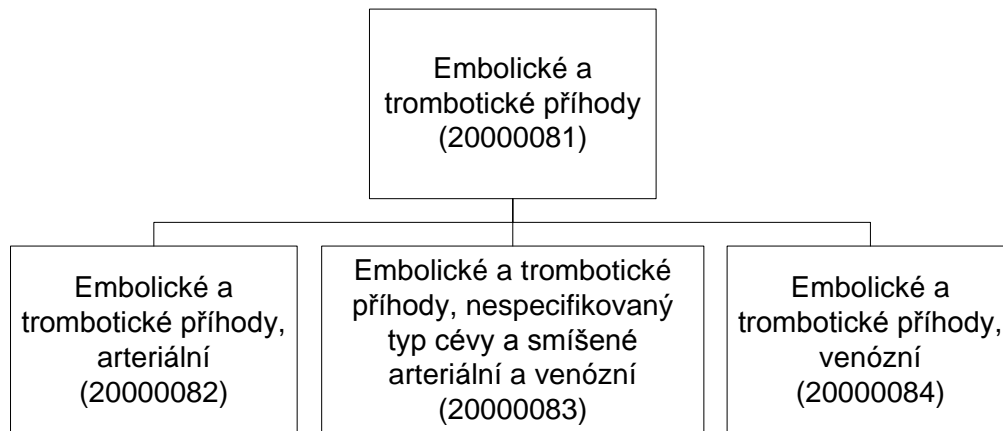 Embolické a
trombotické příhody
(20000081)
Embolické a
trombotické příhody,
arteriální
(20000082)
Embolické a trombotické
příhody, nespecifikovaný
typ cévy a smíšené
arteriální a venózní
(20000083)
Embolické a
trombotické příhody,
venózní
(20000084)